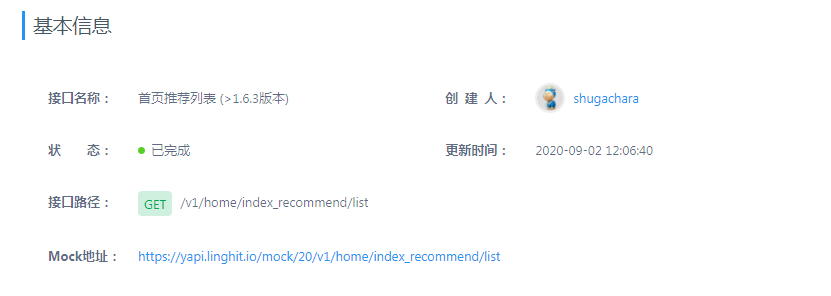 基本信息
接口名称： 首页推荐列表 (>1.6.3版本) 创 建 人： shugachara
状 态： 已完成 更新时间： 2020-09-02 12:06:40
接口路径： GET /v1/home/index_recommend/list
Mock地址： https://yapi.linghit.io/mock/20/v1/home/index_recommend/list